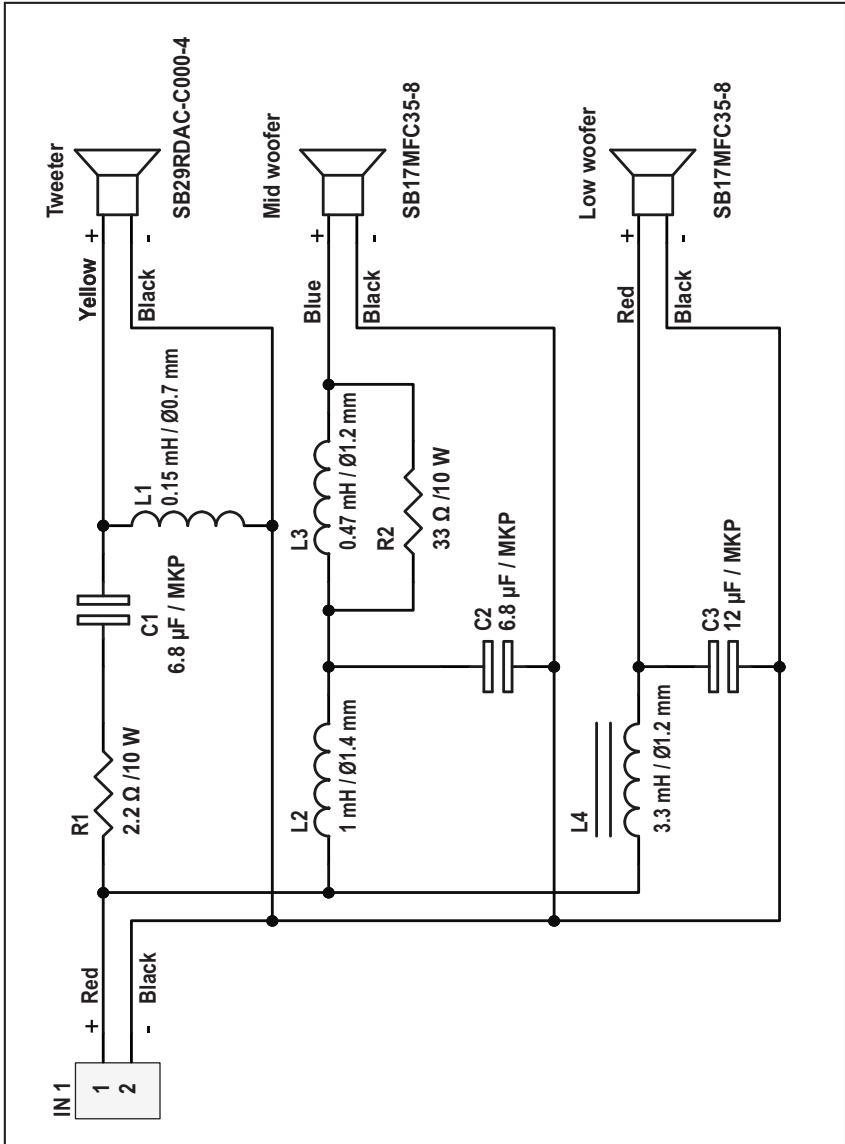 IN 1
1
2
+ Red
- Black
R1
2.2 Ω /10 W
C1
6.8 µF / MKP
L1
0.15 mH / Ø0.7 mm
Yellow +
Black -
Tweeter
SB29RDAC-C000-4
L2
1 mH / Ø1.4 mm
C2
6.8 µF / MKP
L3
0.47 mH / Ø1.2 mm
R2
33 Ω /10 W
Blue +
Black -
Mid woofer
SB17MFC35-8
L4
3.3 mH / Ø1.2 mm
C3
12 µF / MKP
Red +
Black -
Low woofer
SB17MFC35-8